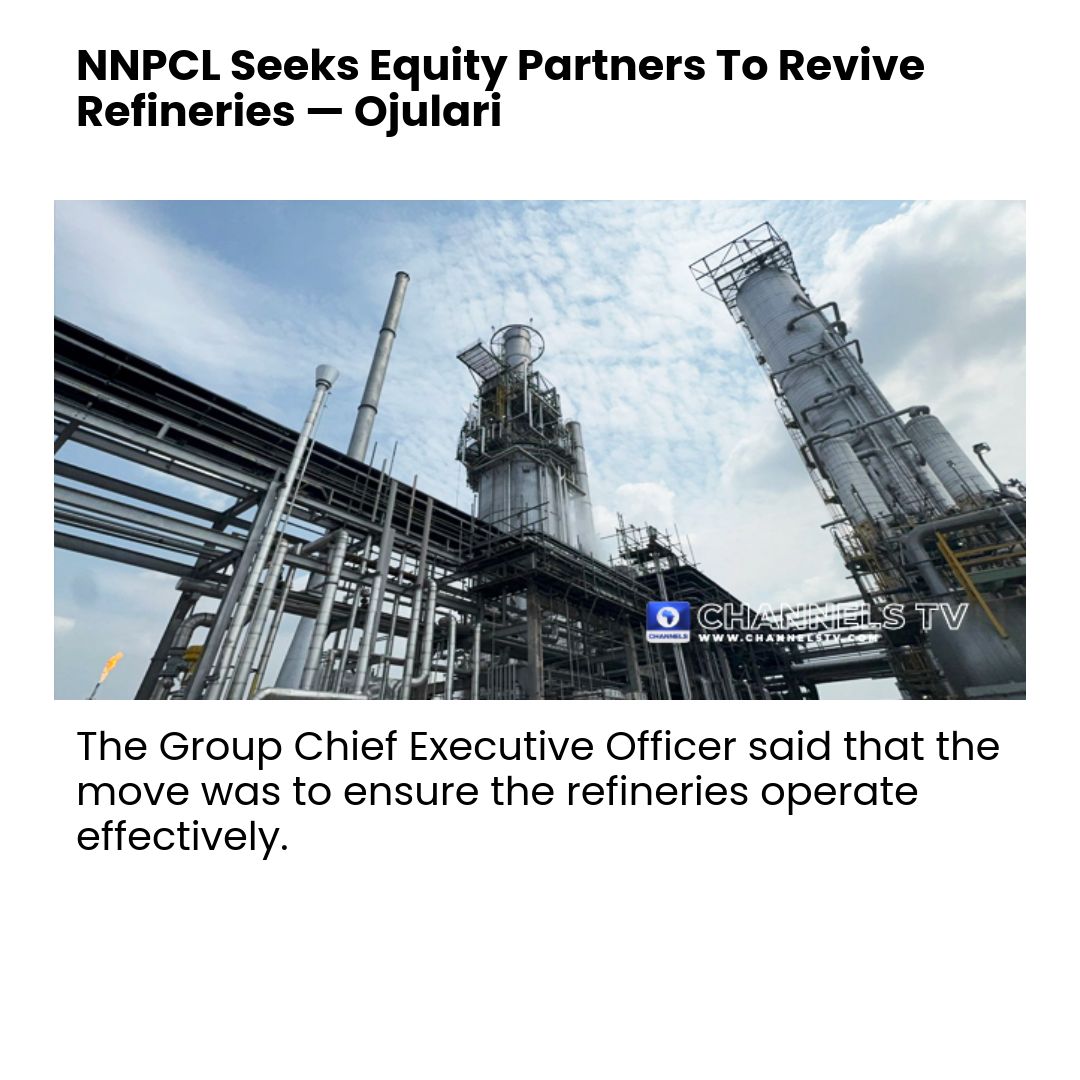 NNPCL Seeks Equity Partners To Revive
Refineries — Ojulari
CHANNELS TV
CHANNELS
WWW.CHANNELSTV.COM
The Group Chief Executive Officer said that the
move was to ensure the refineries operate
effectively.